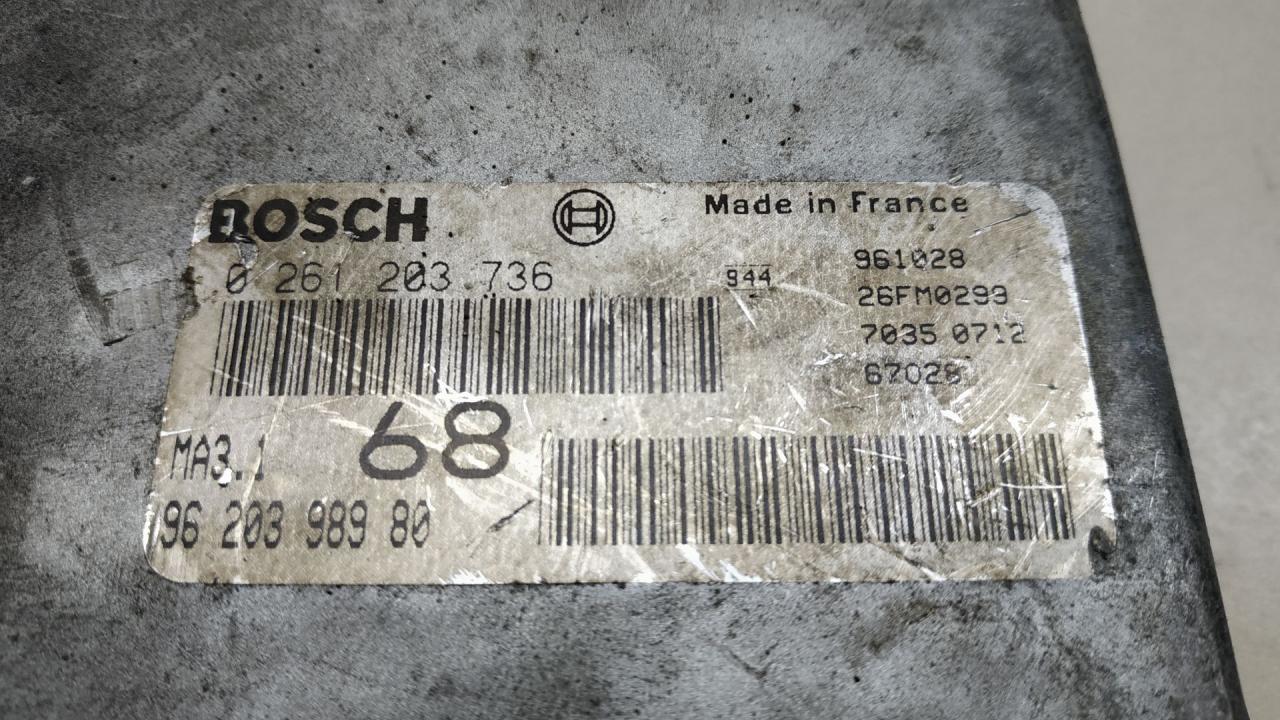 BOSCH
Made in France
0 261 203 736
944
961028
26FM0293
7035 0712
67028
68
MA3.1
96 203 989 80